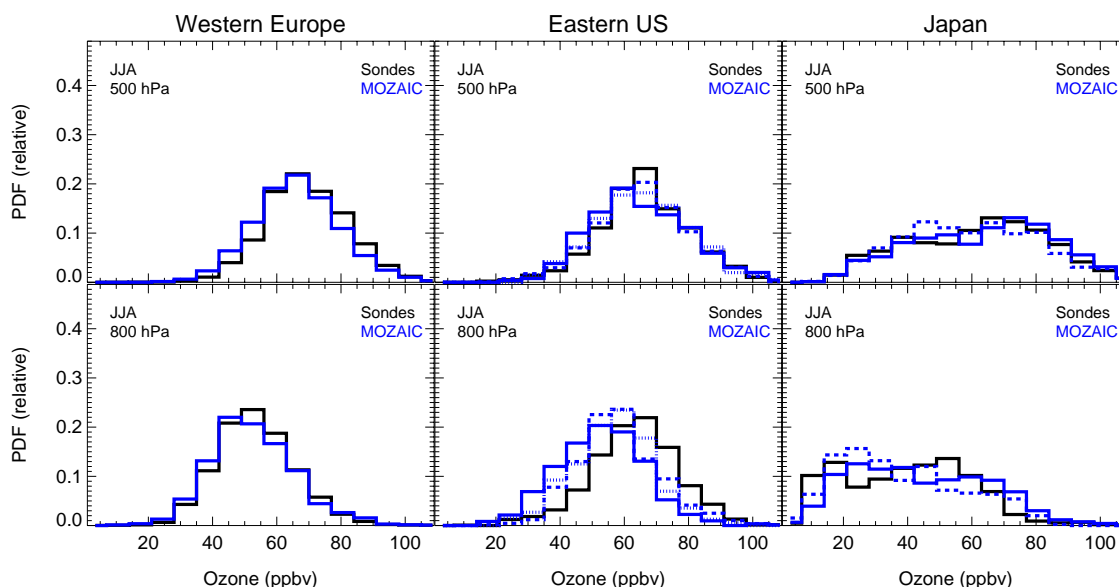 Western Europe Eastern US Japan
JJA Sondes JJA Sondes JJA Sondes
500 hPa MOZAIC 500 hPa MOZAIC 500 hPa MOZAIC
0.4
0.3
0.2
0.1
0.0
PDF (relative)
JJA Sondes JJA Sondes JJA Sondes
800 hPa MOZAIC 800 hPa MOZAIC 800 hPa MOZAIC
0.4
0.3
0.2
0.1
0.0
PDF (relative)
20 40 60 80 100 20 40 60 80 100 20 40 60 80 100
Ozone (ppbv) Ozone (ppbv) Ozone (ppbv)